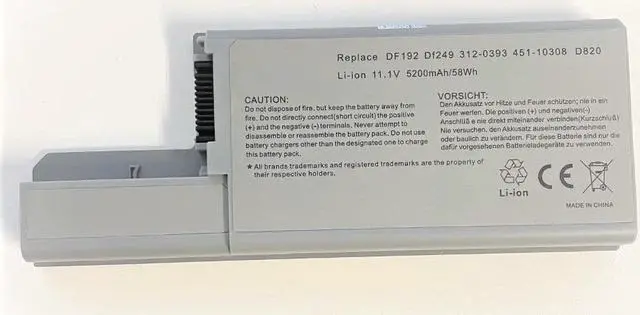 Replace DF192 Df249 312-0393 451-10308 D820
Li-ion 11.1V 5200mAh/58Wh
CAUTION:
Do not dispose of fire, but keep the battery away from
fire. Do not directly connect(short circuit) the positive
(+) and the negative (-) terminals. Never attempt to
disassemble or reassemble the battery pack. Do not use
battery chargers other than the designated one to charge
this battery pack.
★All brands trademarks and registered trademarks are the property of
their respective holders.
VORSICHT:
Den Akkusatz vor Hitze und Feuer schützen; nie in ein
Feuer werfen. Die positiven (+) und negativen(-)
Anschluß e nie direkt miteinander verbinden(Kurzschluß)
Nie versuchen, den Akkusatz auseinanderzunehmen
oder baulich zu verändern. Für diese Batterie sind nur die
dafür vorgesehenen Batterieladegeräte zu verwenden.
Li-ion
CE
MADE IN CHINA